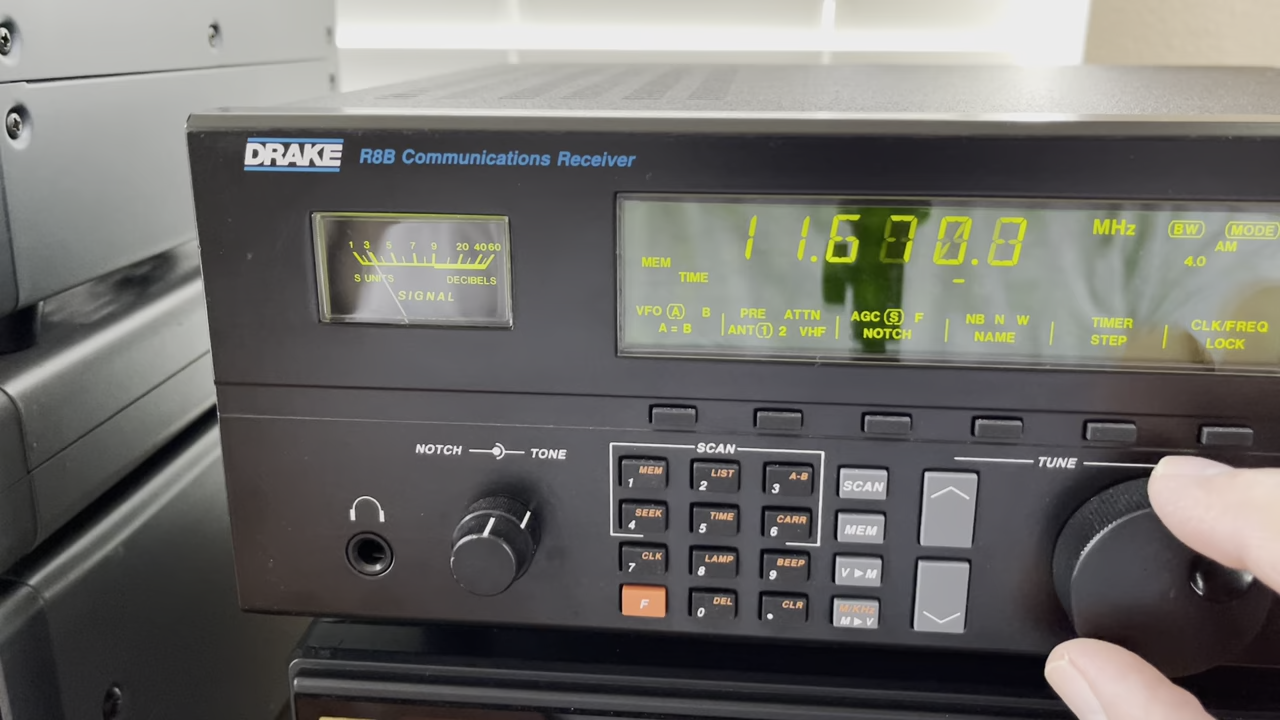 DRAKE R8B Communications Receiver
1 3 5 7 9 20 40 60
S UNITS DECIBELS
SIGNAL
MHz BW MODE
AM
4.0
MEM
TIME
VFO A B
A = B
PRE ATTN
ANT 1 2 VHF
AGC S F
NOTCH
NB N W
NAME
TIMER
STEP
CLK/FREQ
LOCK
NOTCH TONE
SCAN
TUNE
1 MEM
2 LIST
3 A-B
SCAN
4 SEEK
5 TIME
6 CARR
MEM
7 CLK
8 LAMP
9 BEEP
V ▶ M
F
0 DEL
• CLR
M/KHz
M ▶ V